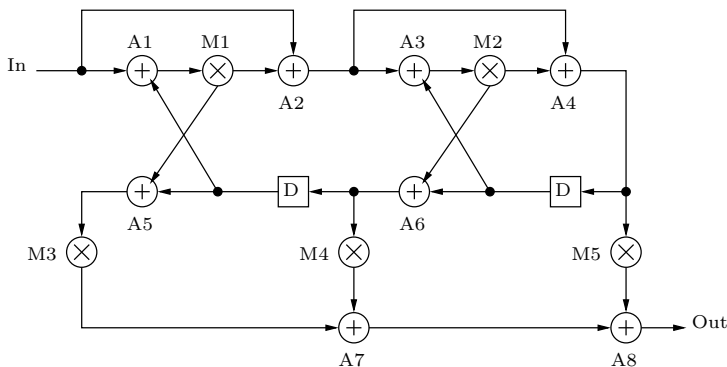 A1 M1 A3 M2
In
A2 A4
D D
A5 A6
M3 M4 M5
Out
A7 A8